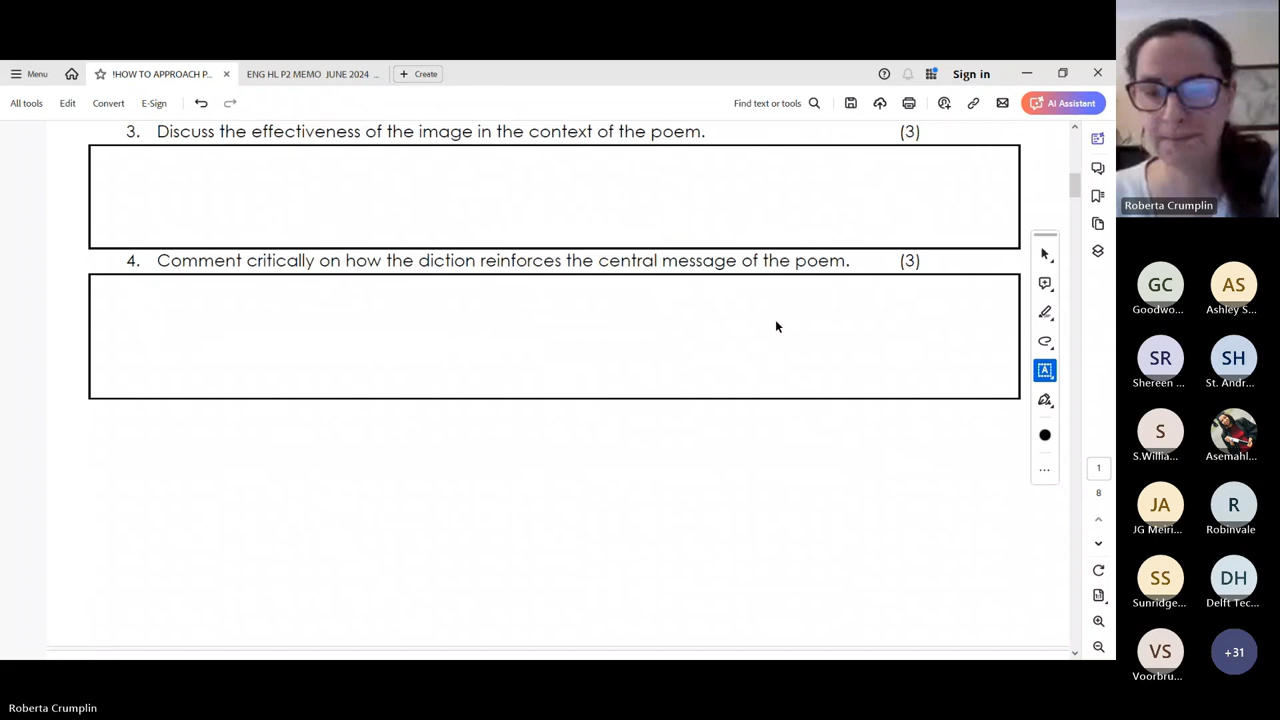 Menu
!HOW TO APPROACH P...
ENG HL P2 MEMO JUNE 2024 ...
Create
Sign in
All tools
Edit
Convert
E-Sign
Find text or tools
AI Assistant
3. Discuss the effectiveness of the image in the context of the poem. (3)
4. Comment critically on how the diction reinforces the central message of the poem. (3)
A
1
8
Roberta Crumplin
GC
AS
Goodwo...
Ashley S...
SR
SH
Shereen ...
St. Andr...
S
S.Willia...
Asemahl...
JA
R
JG Meiri...
Robinvale
SS
DH
Sunridge...
Delft Tec...
VS
+31
Voorbru...
Roberta Crumplin